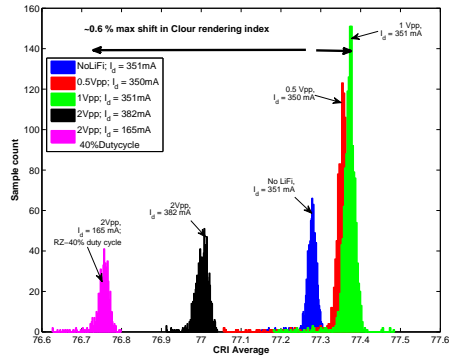 ~0.6 % max shift in Clour rendering index
1 Vpp;
I_d = 351 mA
NoLiFi; I_d = 351mA
0.5Vpp; I_d = 350mA
1Vpp; I_d = 351mA
2Vpp; I_d = 382mA
2Vpp; I_d = 165mA
40%Dutycycle
0.5 Vpp;
I_d = 350 mA
No LiFi,
I_d = 351 mA
2Vpp,
I_d = 382 mA
2Vpp,
I_d = 165 mA;
RZ−40% duty cycle
Sample count
160
140
120
100
80
60
40
20
0
76.6
76.7
76.8
76.9
77
77.1
77.2
77.3
77.4
77.5
77.6
CRI Average